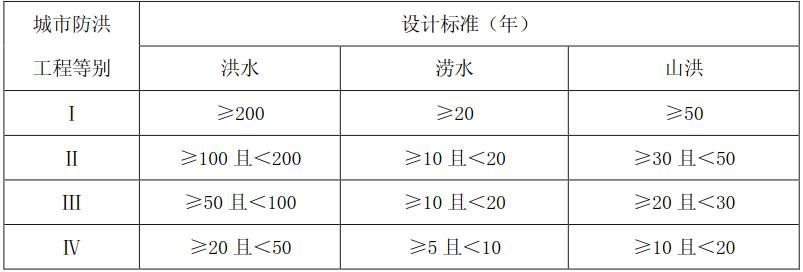 城市防洪
工程等别
设计标准（年）
洪水 涝水 山洪
Ⅰ ≥200 ≥20 ≥50
Ⅱ ≥100 且＜200 ≥10 且＜20 ≥30 且＜50
Ⅲ ≥50 且＜100 ≥10 且＜20 ≥20 且＜30
Ⅳ ≥20 且＜50 ≥5 且＜10 ≥10 且＜20